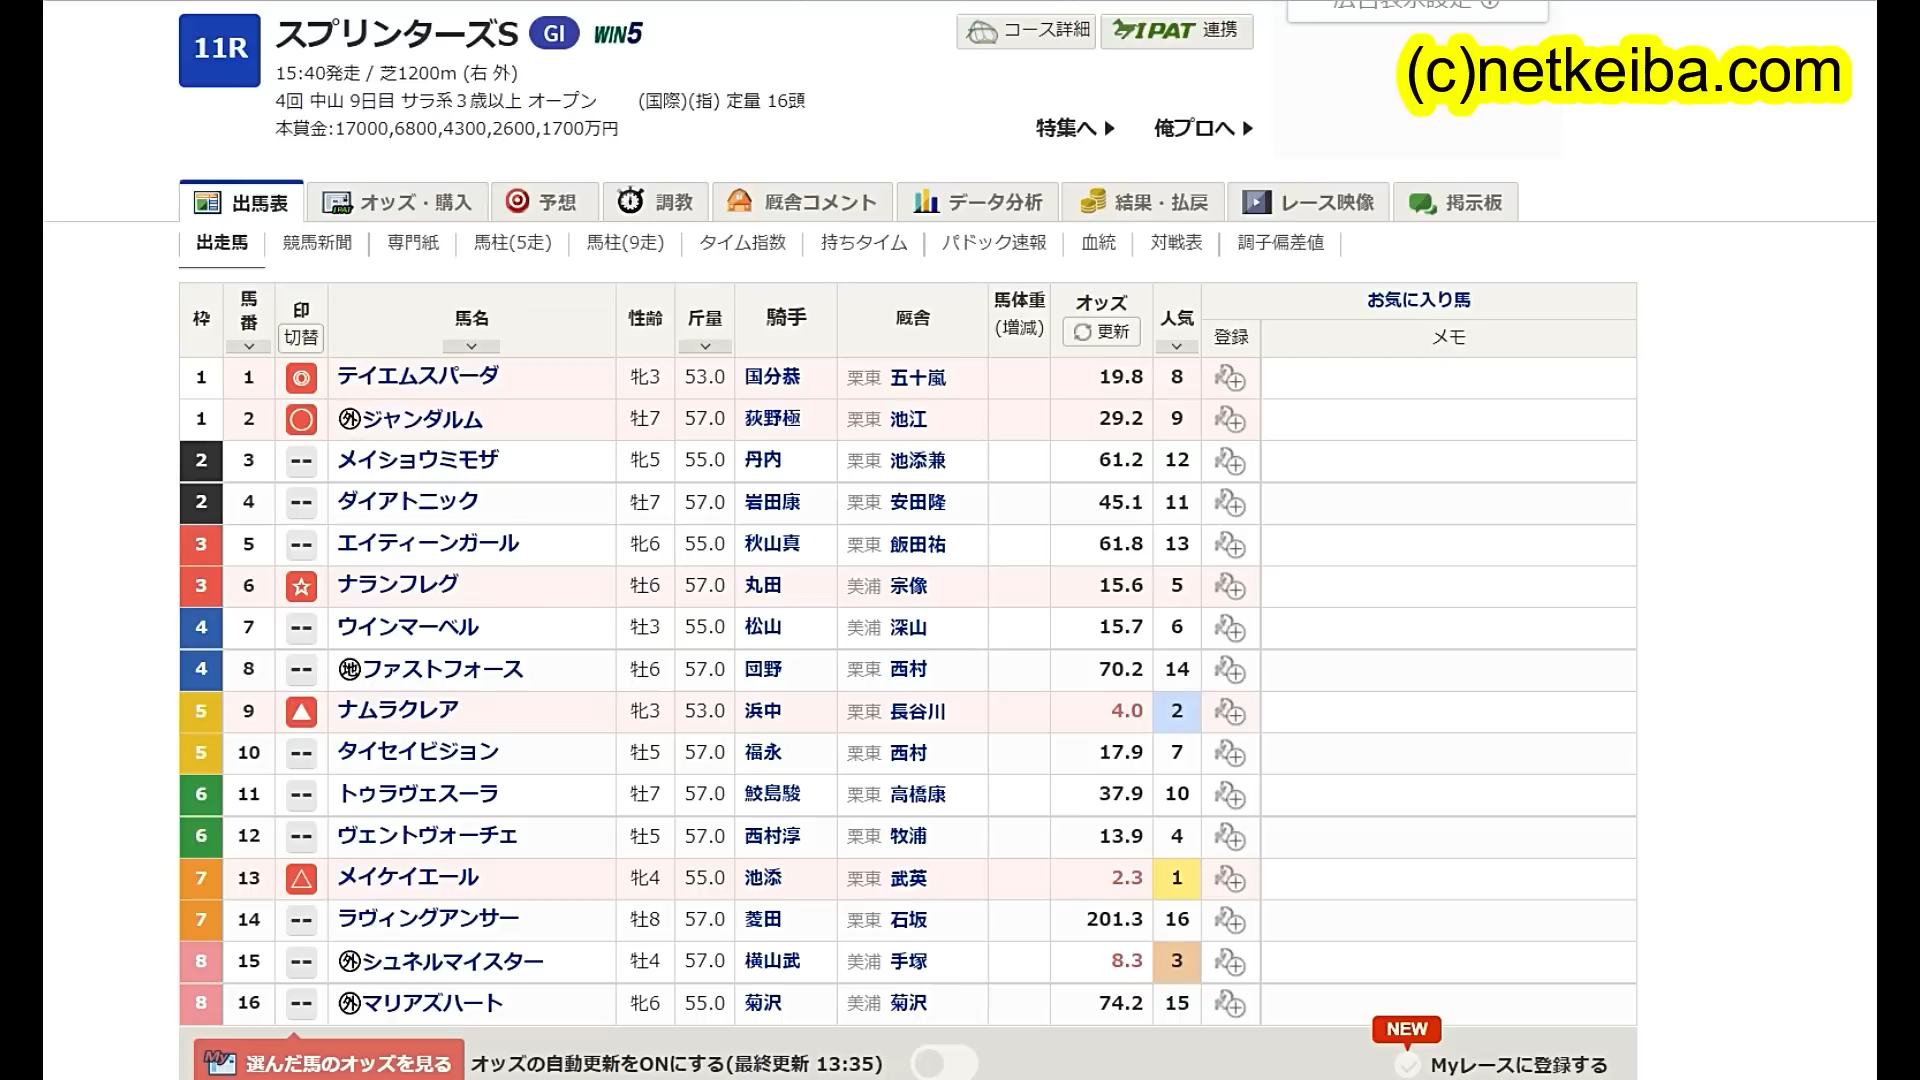 広告表示設定
11R スプリンターズS GI WIN5
コース詳細 IPAT 連携
(c)netkeiba.com
15:40発走 / 芝1200m (右 外)
4回 中山 9日目 サラ系３歳以上 オープン (国際)(指) 定量 16頭
本賞金:17000,6800,4300,2600,1700万円
特集へ 俺プロへ
出馬表 オッズ・購入 予想 調教 厩舎コメント データ分析 結果・払戻 レース映像 掲示板
出走馬 競馬新聞 専門紙 馬柱(5走) 馬柱(9走) タイム指数 持ちタイム パドック速報 血統 対戦表 調子偏差値
枠 馬番 印 切替 馬名 性齢 斤量 騎手 厩舎 馬体重(増減) オッズ 更新 人気 お気に入り馬 登録 メモ
1 1 ◎ テイエムスパーダ 牝3 53.0 国分恭 栗東 五十嵐 19.8 8
1 2 ○ 外ジャンダルム 牡7 57.0 荻野極 栗東 池江 29.2 9
2 3 -- メイショウミモザ 牝5 55.0 丹内 栗東 池添兼 61.2 12
2 4 -- ダイアトニック 牡7 57.0 岩田康 栗東 安田隆 45.1 11
3 5 -- エイティーンガール 牝6 55.0 秋山真 栗東 飯田祐 61.8 13
3 6 ☆ ナランフレグ 牡6 57.0 丸田 美浦 宗像 15.6 5
4 7 -- ウインマーベル 牡3 55.0 松山 美浦 深山 15.7 6
4 8 -- 地ファストフォース 牡6 57.0 団野 栗東 西村 70.2 14
5 9 ▲ ナムラクレア 牝3 53.0 浜中 栗東 長谷川 4.0 2
5 10 -- タイセイビジョン 牡5 57.0 福永 栗東 西村 17.9 7
6 11 -- トゥラヴェスーラ 牡7 57.0 鮫島駿 栗東 高橋康 37.9 10
6 12 -- ヴェントヴォーチェ 牡5 57.0 西村淳 栗東 牧浦 13.9 4
7 13 △ メイケイエール 牝4 55.0 池添 栗東 武英 2.3 1
7 14 -- ラヴィングアンサー 牡8 57.0 菱田 栗東 石坂 201.3 16
8 15 -- 外シュネルマイスター 牡4 57.0 横山武 美浦 手塚 8.3 3
8 16 -- 外マリアズハート 牝6 55.0 菊沢 美浦 菊沢 74.2 15
NEW
My 選んだ馬のオッズを見る オッズの自動更新をONにする(最終更新 13:35) Myレースに登録する